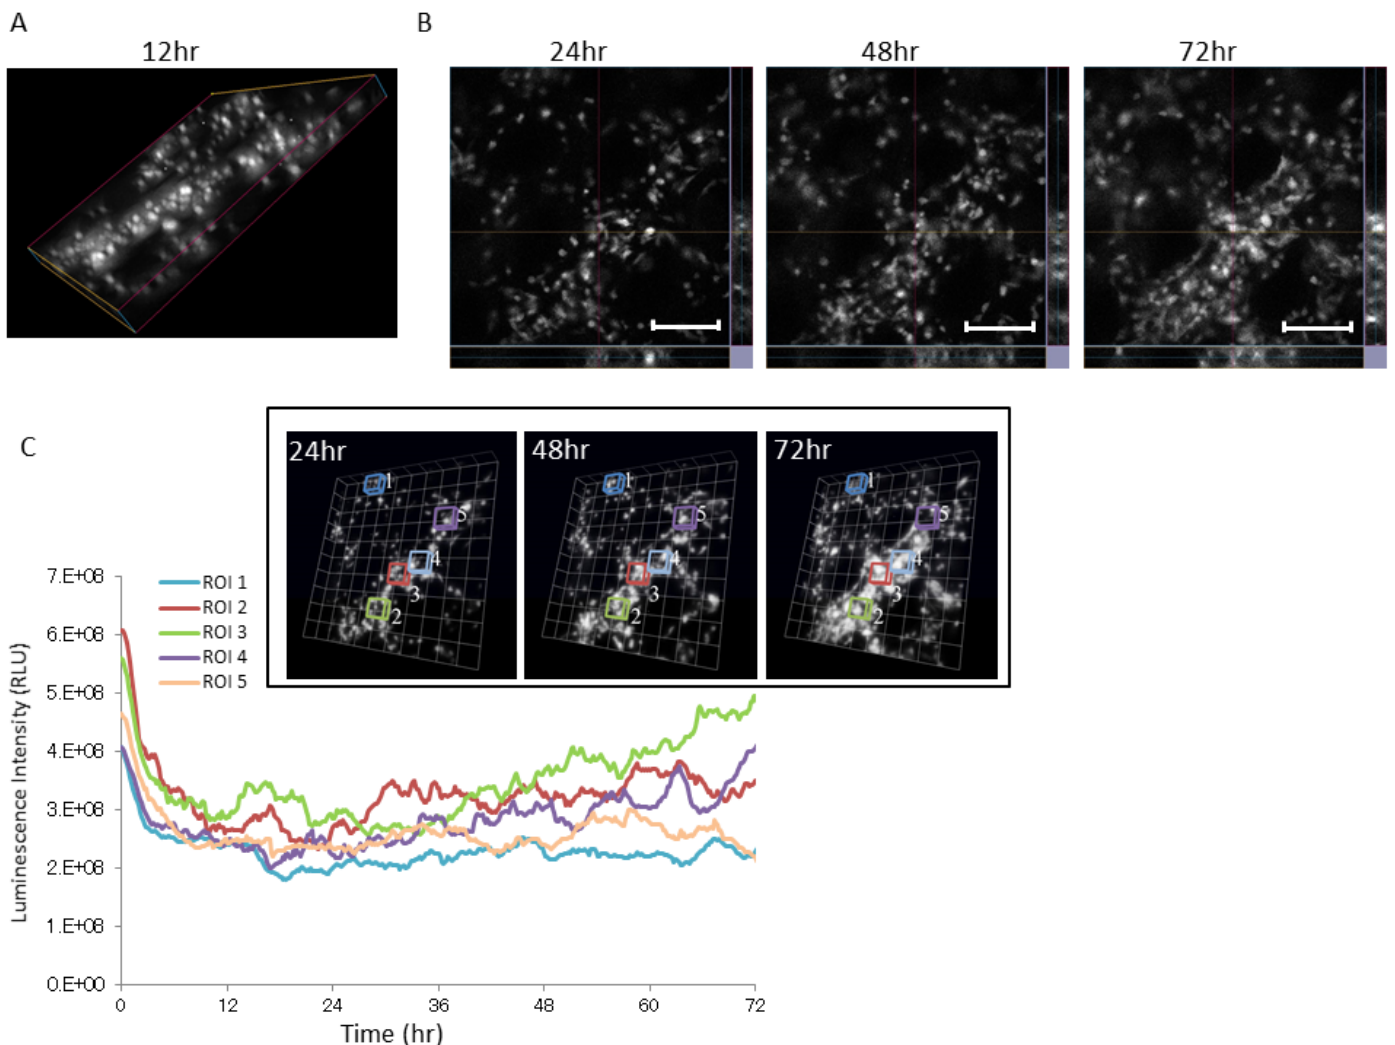 A
12hr
B
24hr
48hr
72hr
C
24hr
1
5
4
3
2
48hr
1
5
4
3
2
72hr
1
5
4
3
2
ROI 1
ROI 2
ROI 3
ROI 4
ROI 5
Luminescence Intensity (RLU)
7.E+08
6.E+08
5.E+08
4.E+08
3.E+08
2.E+08
1.E+08
0.E+00
0
12
24
36
48
60
72
Time (hr)